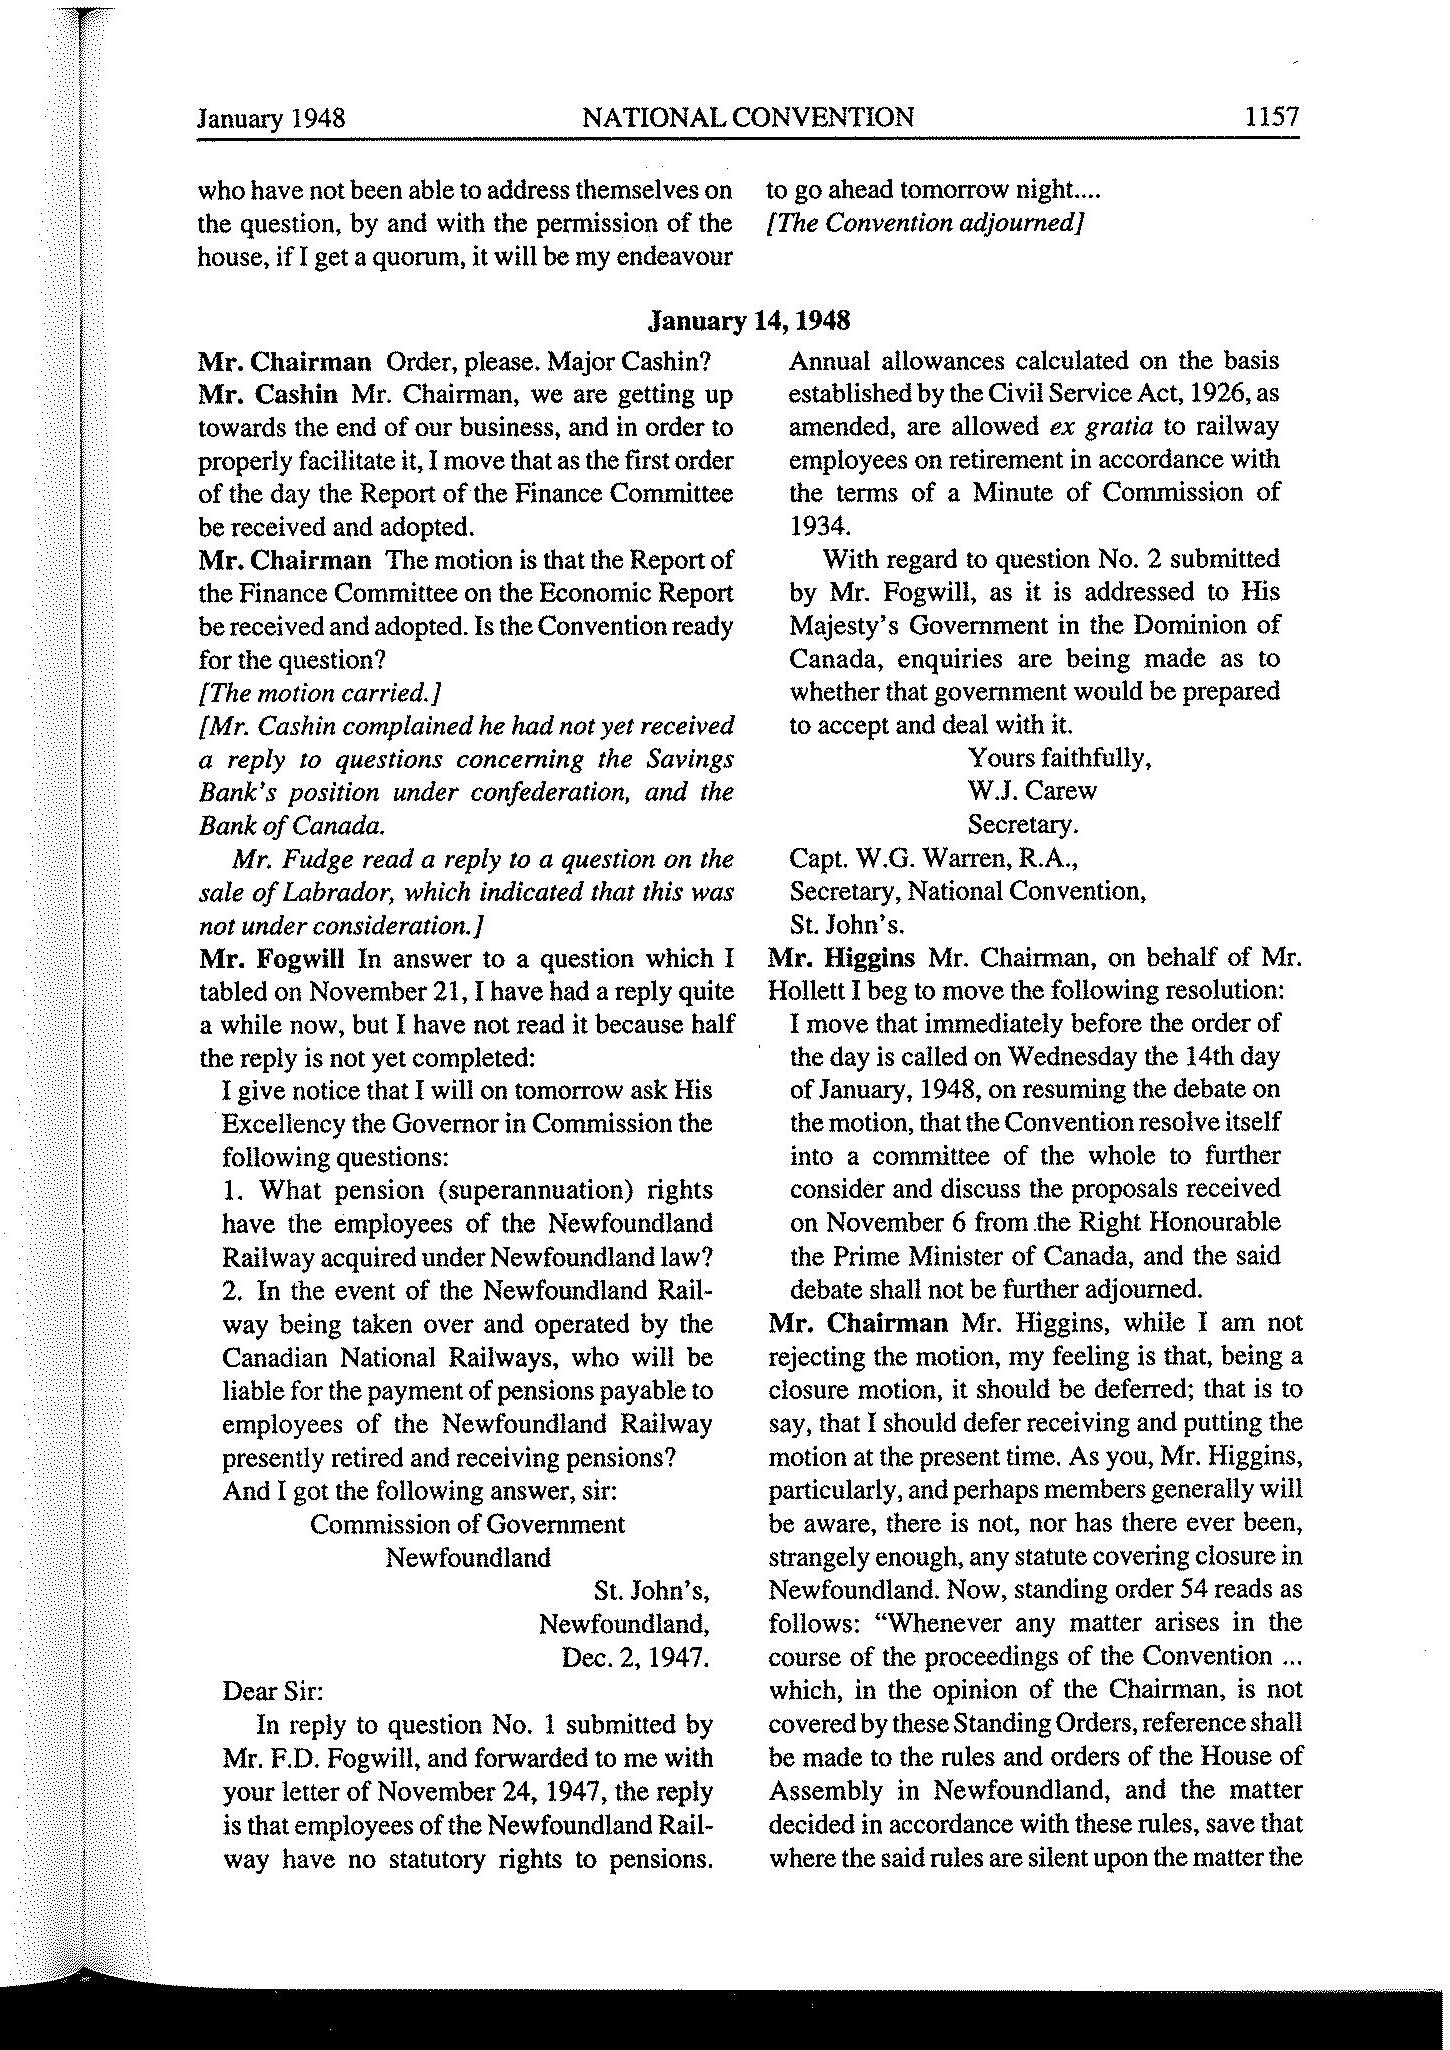 January 1948
NATIONAL CONVENTION
1157
who have not been able to address themselves on
the question, by and with the permission of the
house, if I get a quorum, it will be my endeavour
to go ahead tomorrow night....
[The Convention adjourned]
January 14, 1948
Mr. Chairman Order, please. Major Cashin?
Mr. Cashin Mr. Chairman, we are getting up
towards the end of our business, and in order to
properly facilitate it, I move that as the first order
of the day the Report of the Finance Committee
be received and adopted.
Mr. Chairman The motion is that the Report of
the Finance Committee on the Economic Report
be received and adopted. Is the Convention ready
for the question?
[The motion carried.]
[Mr. Cashin complained he had not yet received
a reply to questions concerning the Savings
Bank's position under confederation, and the
Bank of Canada.
Mr. Fudge read a reply to a question on the
sale of Labrador, which indicated that this was
not under consideration.]
Mr. Fogwill In answer to a question which I
tabled on November 21, I have had a reply quite
a while now, but I have not read it because half
the reply is not yet completed:
I give notice that I will on tomorrow ask His
Excellency the Governor in Commission the
following questions:
1. What pension (superannuation) rights
have the employees of the Newfoundland
Railway acquired under Newfoundland law?
2. In the event of the Newfoundland Rail-
way being taken over and operated by the
Canadian National Railways, who will be
liable for the payment of pensions payable to
employees of the Newfoundland Railway
presently retired and receiving pensions?
And I got the following answer, sir:
Commission of Government
Newfoundland
St. John's,
Newfoundland,
Dec. 2, 1947.
Dear Sir:
In reply to question No. 1 submitted by
Mr. F.D. Fogwill, and forwarded to me with
your letter of November 24, 1947, the reply
is that employees of the Newfoundland Rail-
way have no statutory rights to pensions.
Annual allowances calculated on the basis
established by the Civil Service Act, 1926, as
amended, are allowed ex gratia to railway
employees on retirement in accordance with
the terms of a Minute of Commission of
1934.
With regard to question No. 2 submitted
by Mr. Fogwill, as it is addressed to His
Majesty's Government in the Dominion of
Canada, enquiries are being made as to
whether that government would be prepared
to accept and deal with it.
Yours faithfully,
W.J. Carew
Secretary.
Capt. W.G. Warren, R.A.,
Secretary, National Convention,
St. John's.
Mr. Higgins Mr. Chairman, on behalf of Mr.
Hollett I beg to move the following resolution:
I move that immediately before the order of
the day is called on Wednesday the 14th day
of January, 1948, on resuming the debate on
the motion, that the Convention resolve itself
into a committee of the whole to further
consider and discuss the proposals received
on November 6 from the Right Honourable
the Prime Minister of Canada, and the said
debate shall not be further adjourned.
Mr. Chairman Mr. Higgins, while I am not
rejecting the motion, my feeling is that, being a
closure motion, it should be deferred; that is to
say, that I should defer receiving and putting the
motion at the present time. As you, Mr. Higgins,
particularly, and perhaps members generally will
be aware, there is not, nor has there ever been,
strangely enough, any statute covering closure in
Newfoundland. Now, standing order 54 reads as
follows: “Whenever any matter arises in the
course of the proceedings of the Convention ...
which, in the opinion of the Chairman, is not
covered by these Standing Orders, reference shall
be made to the rules and orders of the House of
Assembly in Newfoundland, and the matter
decided in accordance with these rules, save that
where the said rules are silent upon the matter the